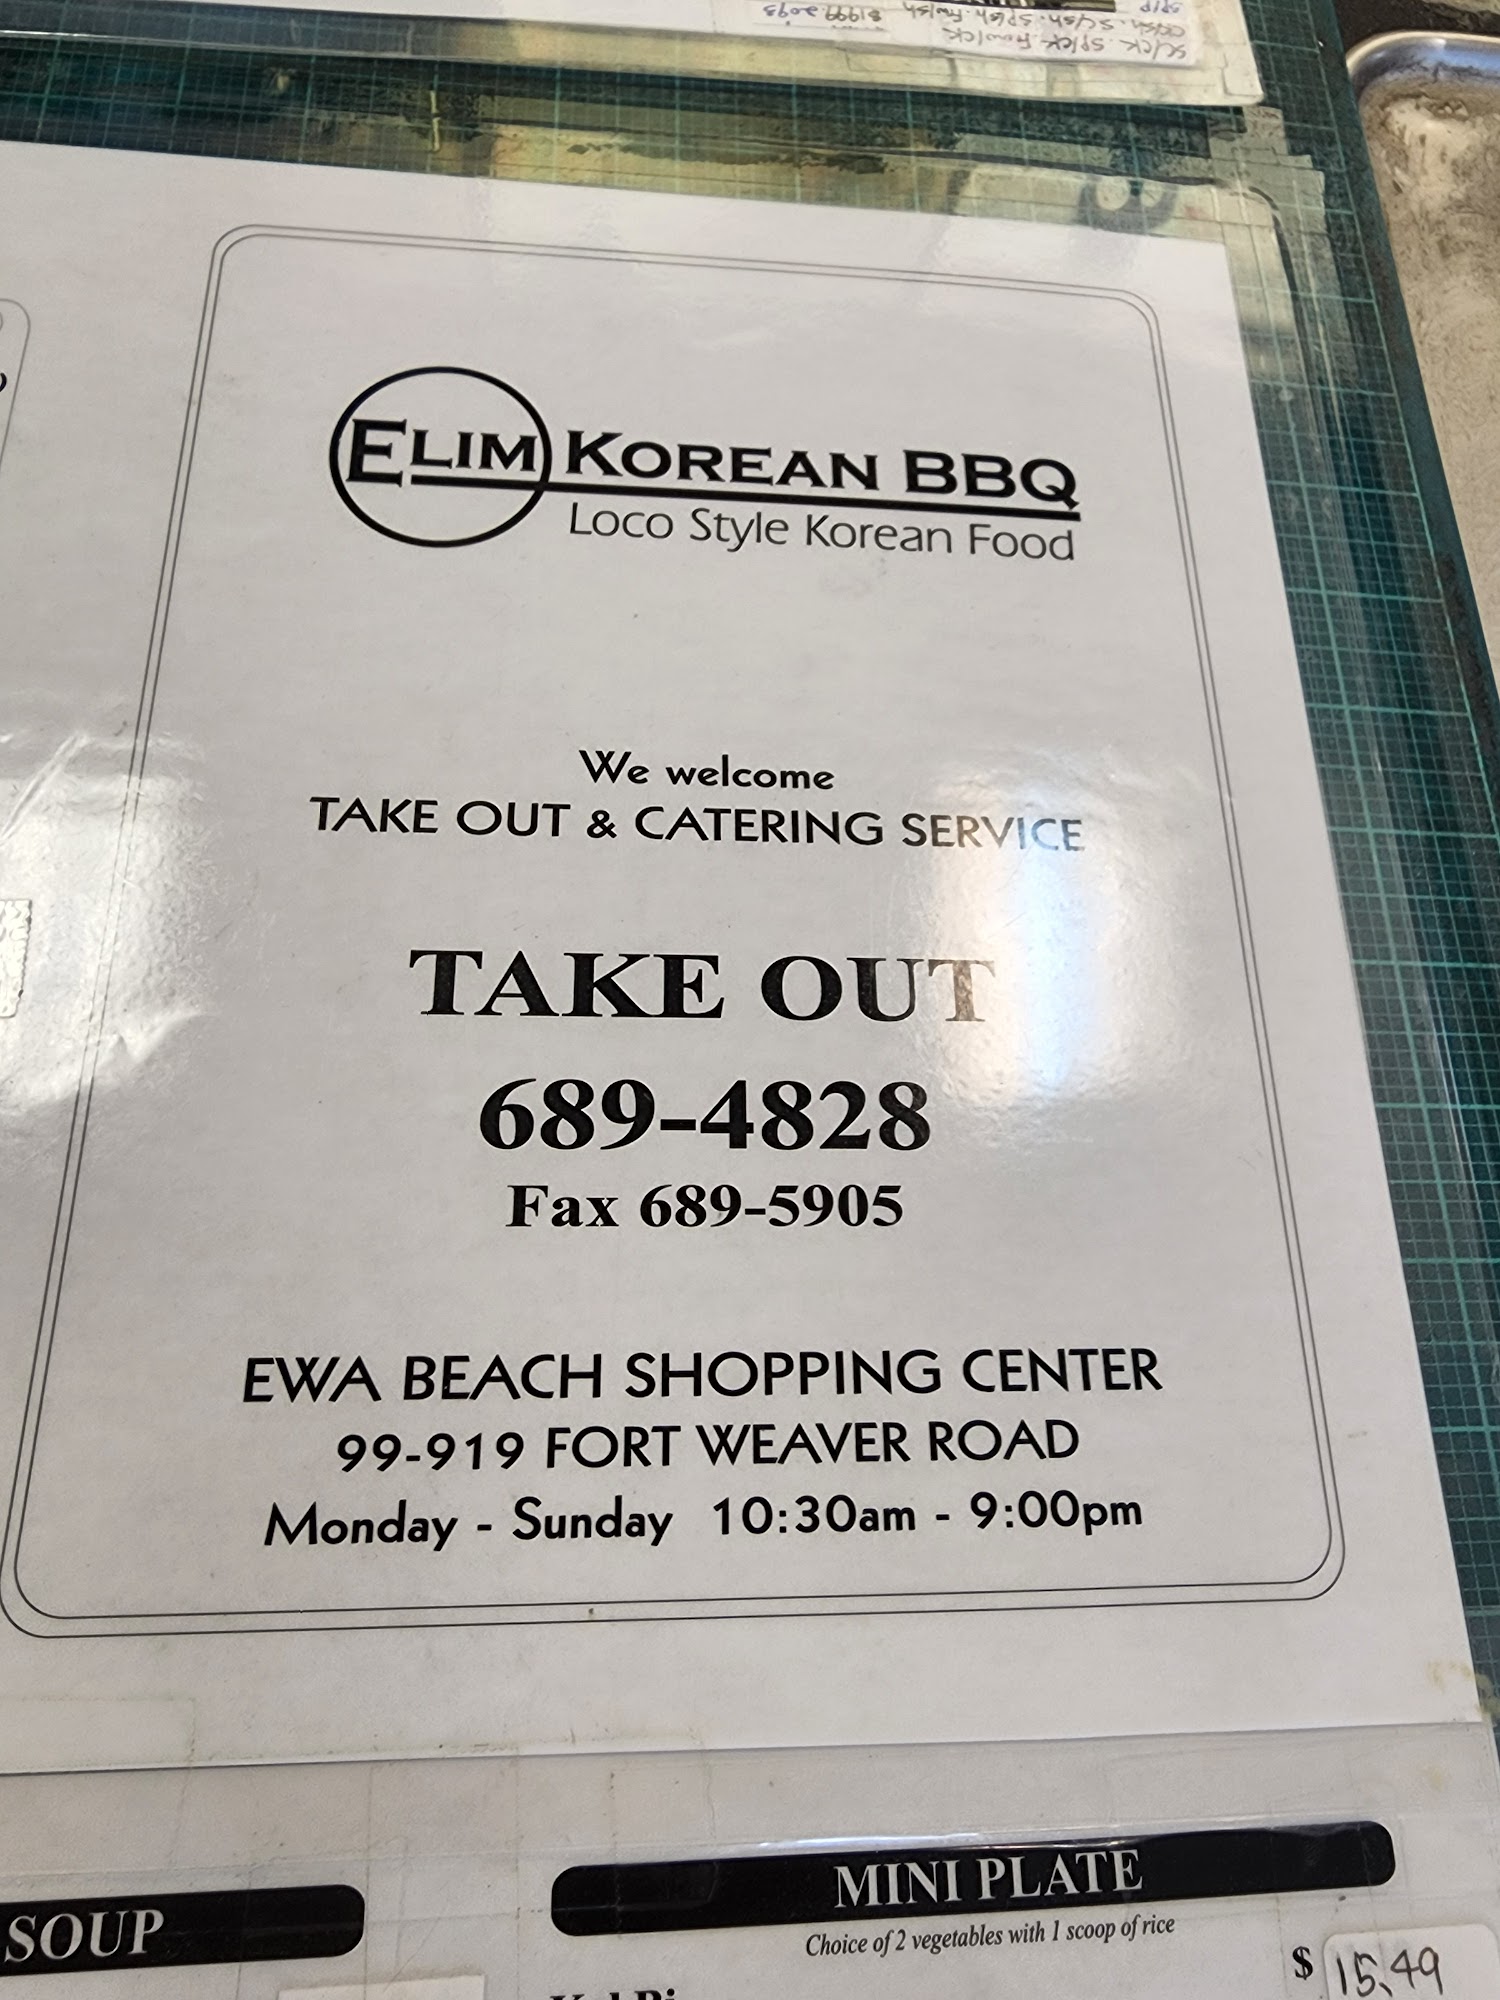 ELIM KOREAN BBQ
Loco Style Korean Food
We welcome
TAKE OUT & CATERING SERVICE
TAKE OUT
689-4828
Fax 689-5905
EWA BEACH SHOPPING CENTER
99-919 FORT WEAVER ROAD
Monday - Sunday 10:30am - 9:00pm
SOUP
MINI PLATE
Choice of 2 vegetables with 1 scoop of rice
$ 15.49